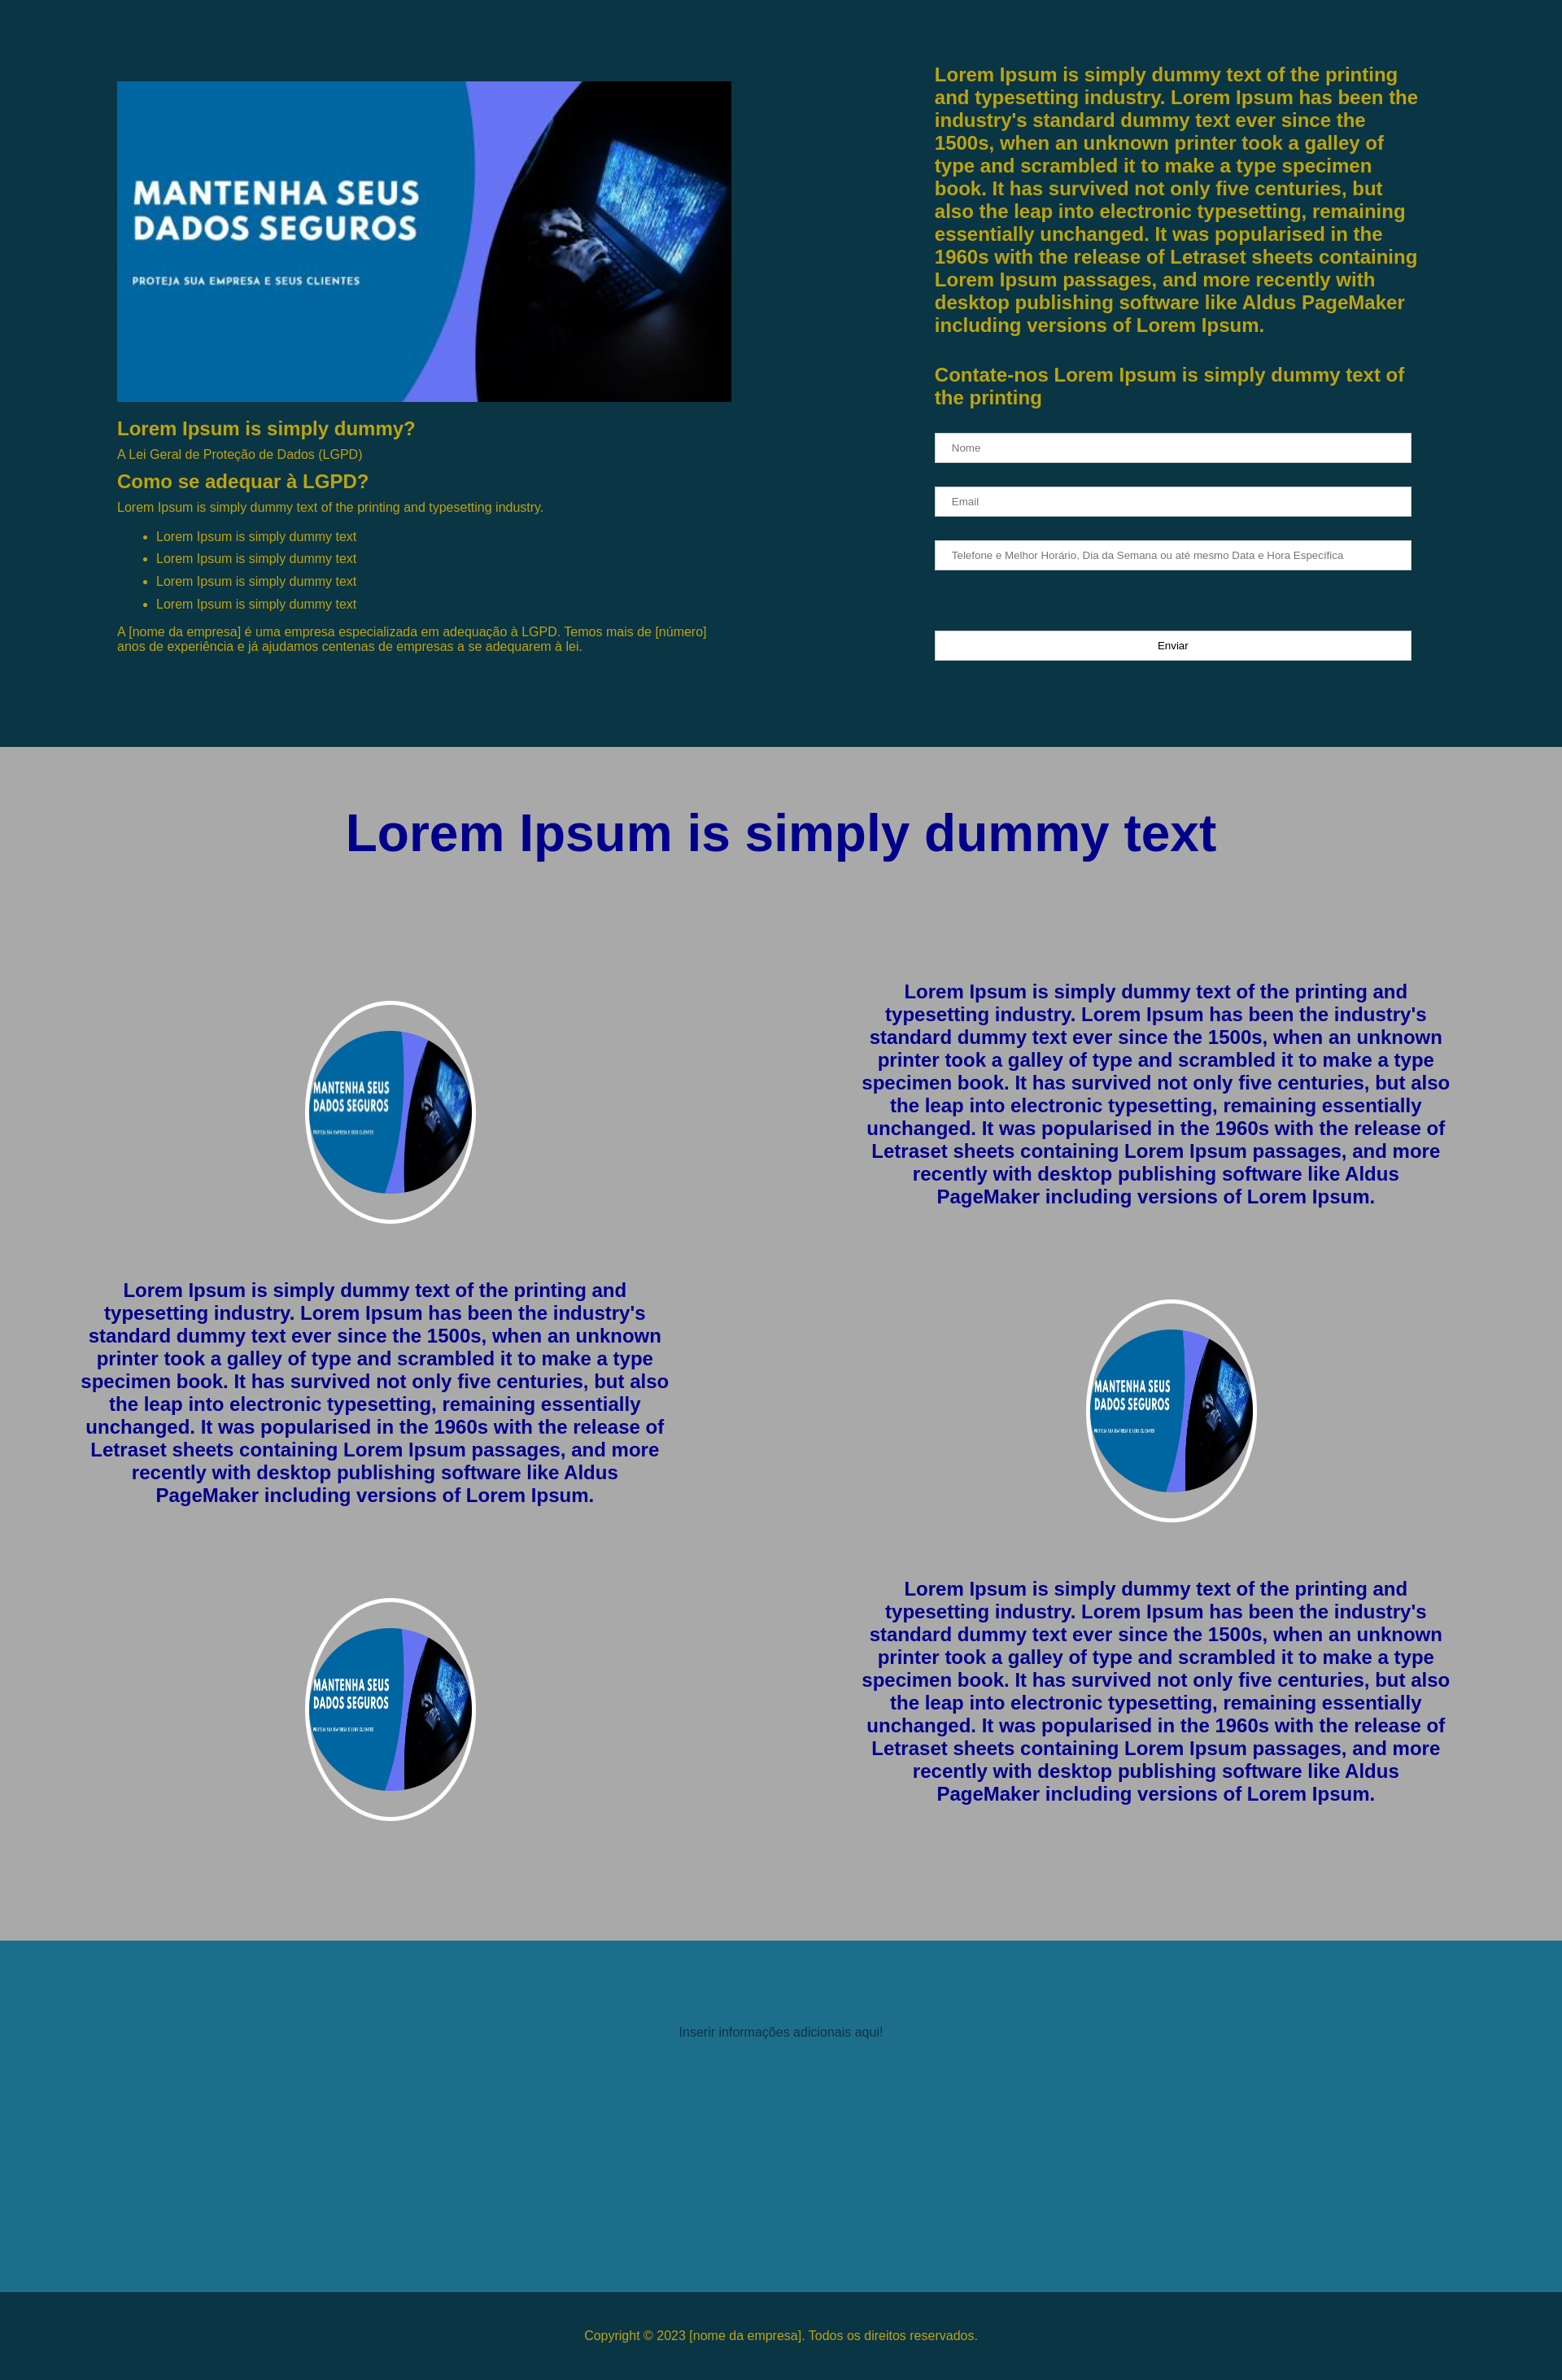 MANTENHA SEUS
DADOS SEGUROS
PROTEJA SUA EMPRESA E SEUS CLIENTES
Lorem Ipsum is simply dummy?
A Lei Geral de Proteção de Dados (LGPD)
Como se adequar à LGPD?
Lorem Ipsum is simply dummy text of the printing and typesetting industry.
• Lorem Ipsum is simply dummy text
• Lorem Ipsum is simply dummy text
• Lorem Ipsum is simply dummy text
• Lorem Ipsum is simply dummy text
A [nome da empresa] é uma empresa especializada em adequação à LGPD. Temos mais de [número]
anos de experiência e já ajudamos centenas de empresas a se adequarem à lei.
Lorem Ipsum is simply dummy text of the printing
and typesetting industry. Lorem Ipsum has been the
industry's standard dummy text ever since the
1500s, when an unknown printer took a galley of
type and scrambled it to make a type specimen
book. It has survived not only five centuries, but
also the leap into electronic typesetting, remaining
essentially unchanged. It was popularised in the
1960s with the release of Letraset sheets containing
Lorem Ipsum passages, and more recently with
desktop publishing software like Aldus PageMaker
including versions of Lorem Ipsum.
Contate-nos Lorem Ipsum is simply dummy text of
the printing
Nome
Email
Telefone e Melhor Horário, Dia da Semana ou até mesmo Data e Hora Específica
Enviar
Lorem Ipsum is simply dummy text
MANTENHA SEUS
DADOS SEGUROS
PROTEJA SUA EMPRESA E SEUS CLIENTES
Lorem Ipsum is simply dummy text of the printing and
typesetting industry. Lorem Ipsum has been the industry's
standard dummy text ever since the 1500s, when an unknown
printer took a galley of type and scrambled it to make a type
specimen book. It has survived not only five centuries, but also
the leap into electronic typesetting, remaining essentially
unchanged. It was popularised in the 1960s with the release of
Letraset sheets containing Lorem Ipsum passages, and more
recently with desktop publishing software like Aldus
PageMaker including versions of Lorem Ipsum.
Lorem Ipsum is simply dummy text of the printing and
typesetting industry. Lorem Ipsum has been the industry's
standard dummy text ever since the 1500s, when an unknown
printer took a galley of type and scrambled it to make a type
specimen book. It has survived not only five centuries, but also
the leap into electronic typesetting, remaining essentially
unchanged. It was popularised in the 1960s with the release of
Letraset sheets containing Lorem Ipsum passages, and more
recently with desktop publishing software like Aldus
PageMaker including versions of Lorem Ipsum.
MANTENHA SEUS
DADOS SEGUROS
PROTEJA SUA EMPRESA E SEUS CLIENTES
MANTENHA SEUS
DADOS SEGUROS
PROTEJA SUA EMPRESA E SEUS CLIENTES
Lorem Ipsum is simply dummy text of the printing and
typesetting industry. Lorem Ipsum has been the industry's
standard dummy text ever since the 1500s, when an unknown
printer took a galley of type and scrambled it to make a type
specimen book. It has survived not only five centuries, but also
the leap into electronic typesetting, remaining essentially
unchanged. It was popularised in the 1960s with the release of
Letraset sheets containing Lorem Ipsum passages, and more
recently with desktop publishing software like Aldus
PageMaker including versions of Lorem Ipsum.
Inserir informações adicionais aqui!
Copyright © 2023 [nome da empresa]. Todos os direitos reservados.